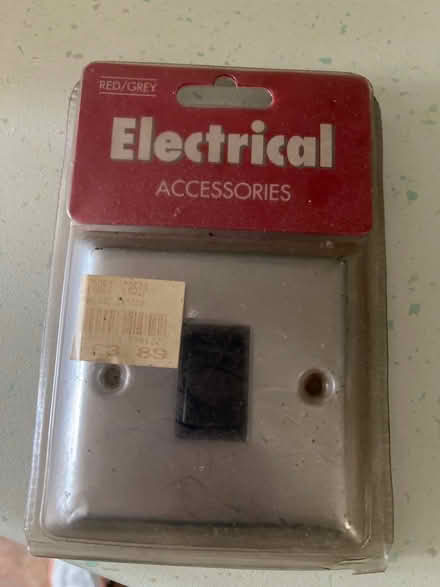 RED/GREY
Electrical
ACCESSORIES
£3 89